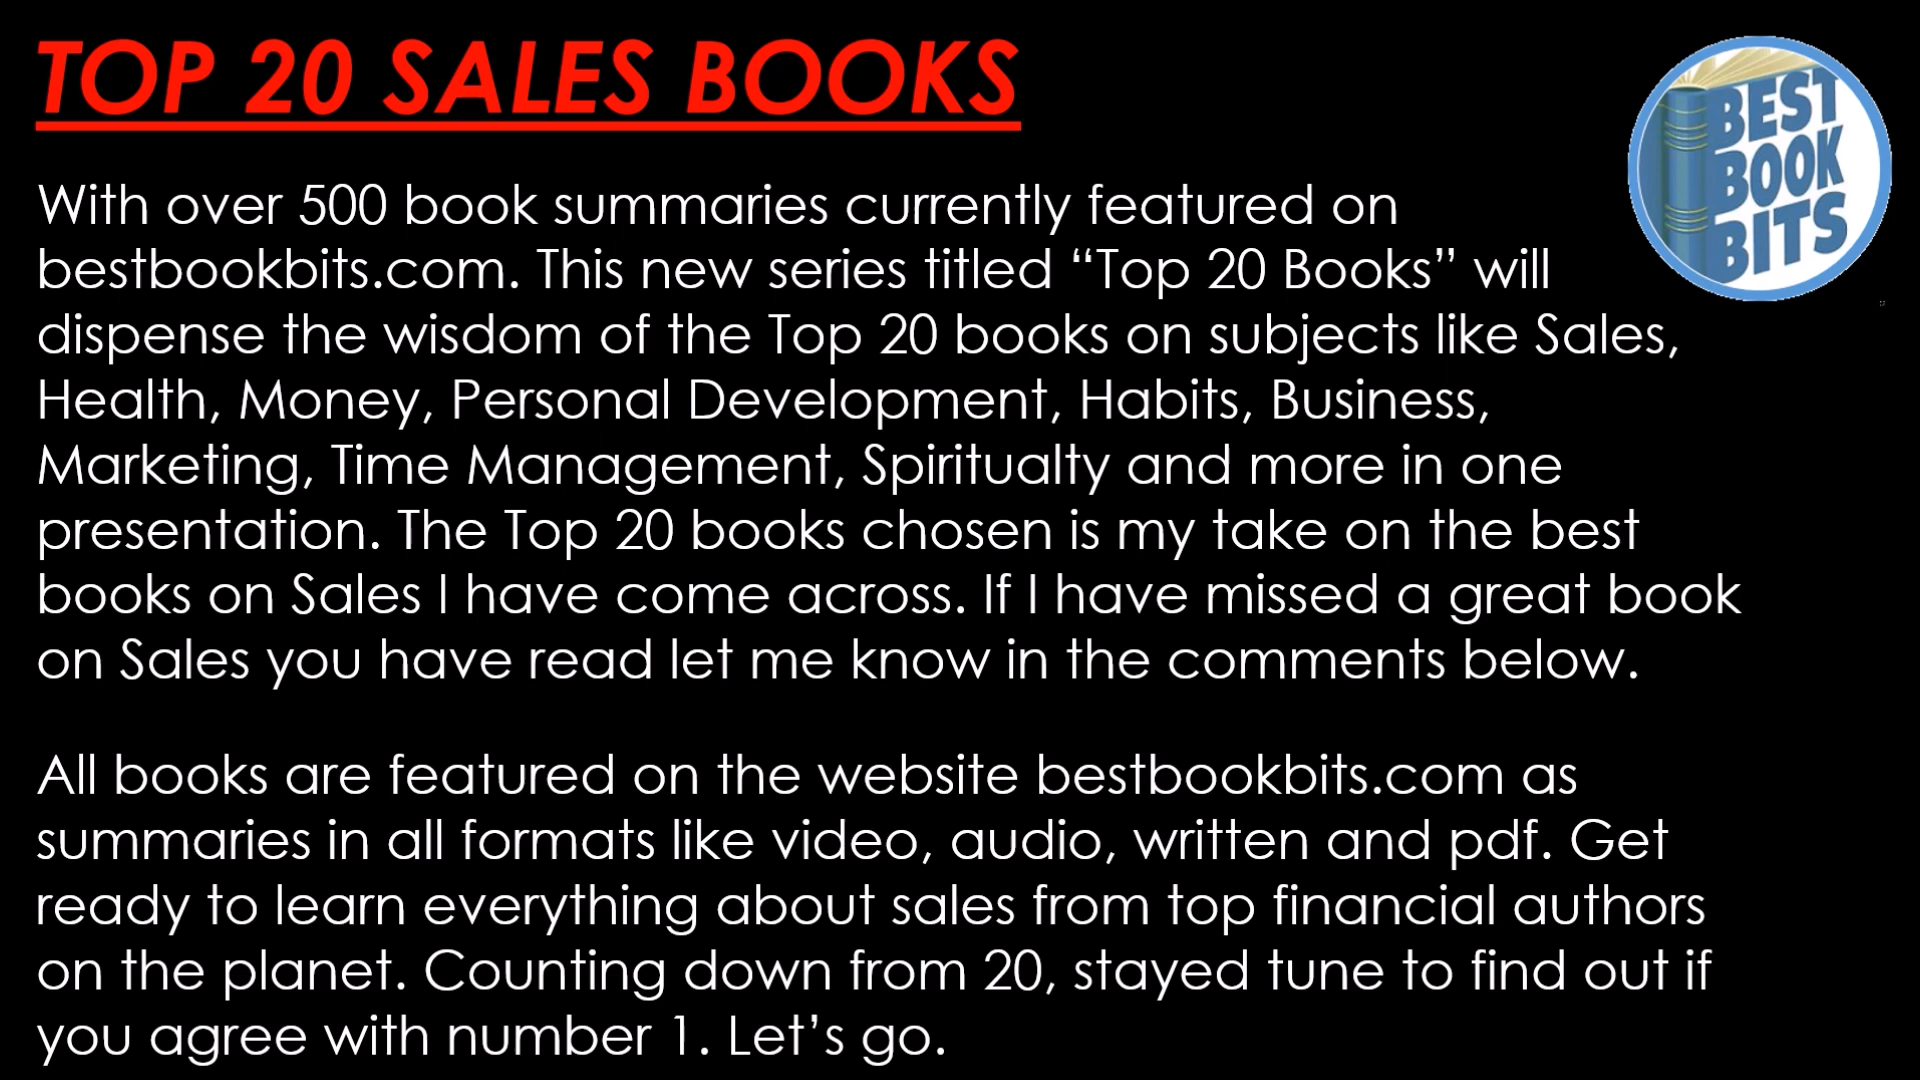 TOP 20 SALES BOOKS
BEST
BOOK
BITS
With over 500 book summaries currently featured on
bestbookbits.com. This new series titled “Top 20 Books” will
dispense the wisdom of the Top 20 books on subjects like Sales,
Health, Money, Personal Development, Habits, Business,
Marketing, Time Management, Spiritualty and more in one
presentation. The Top 20 books chosen is my take on the best
books on Sales I have come across. If I have missed a great book
on Sales you have read let me know in the comments below.
All books are featured on the website bestbookbits.com as
summaries in all formats like video, audio, written and pdf. Get
ready to learn everything about sales from top financial authors
on the planet. Counting down from 20, stayed tune to find out if
you agree with number 1. Let’s go.